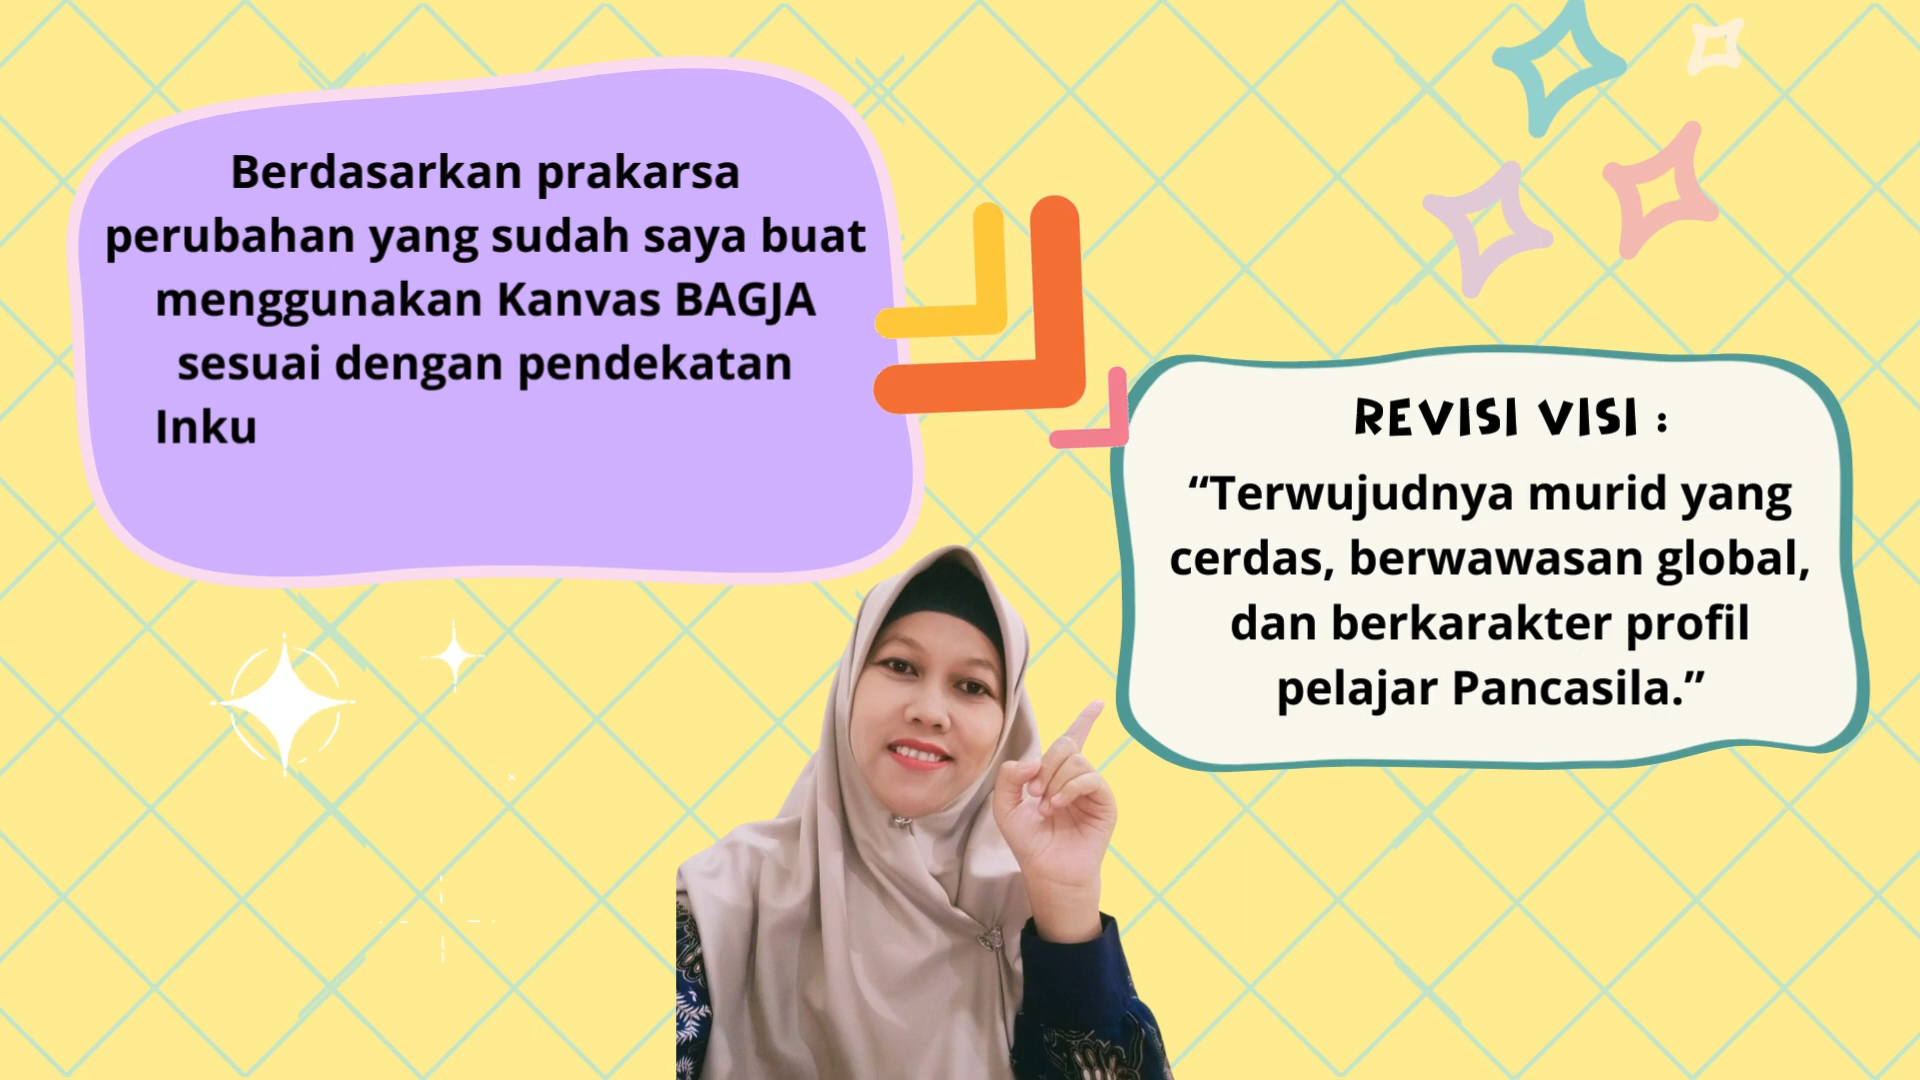 Berdasarkan prakarsa
perubahan yang sudah saya buat
menggunakan Kanvas BAGJA
sesuai dengan pendekatan
Inku
REVISI VISI :
“Terwujudnya murid yang
cerdas, berwawasan global,
dan berkarakter profil
pelajar Pancasila.”